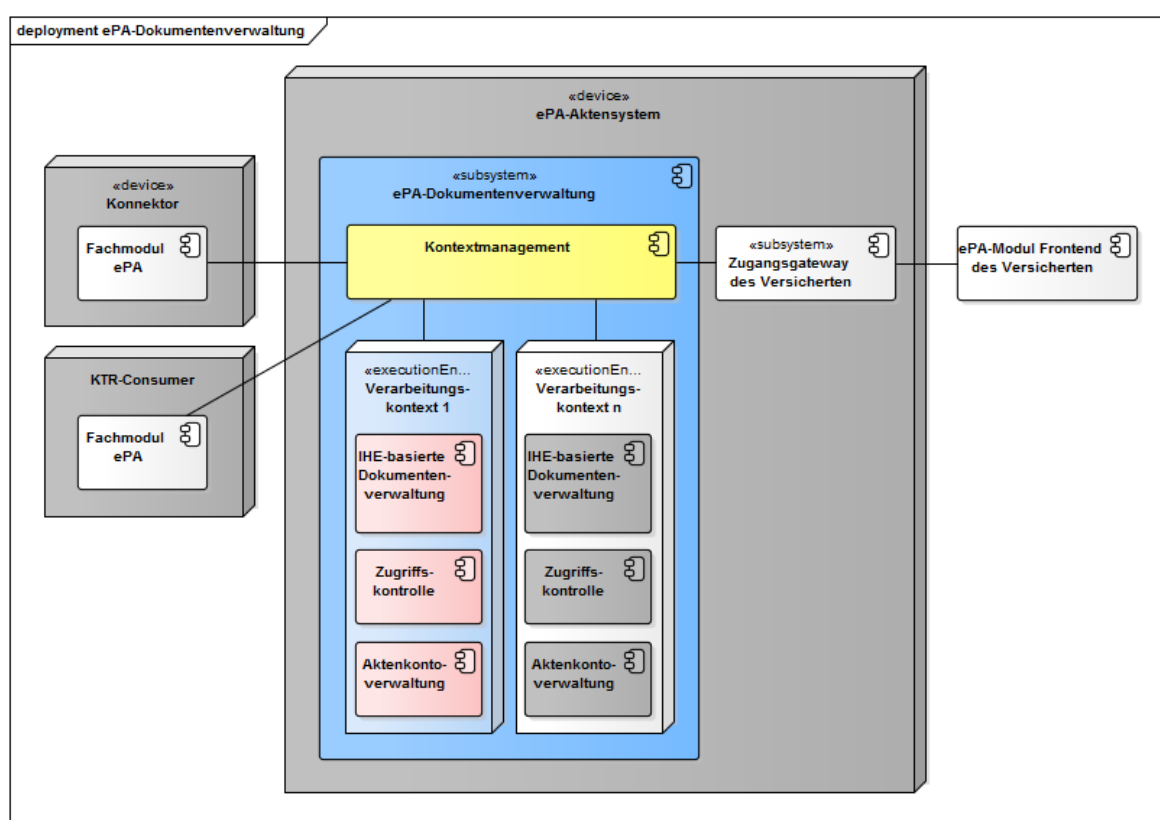 deployment ePA-Dokumentenverwaltung
«device»
ePA-Aktensystem
«device»
Konnektor
Fachmodul
ePA
KTR-Consumer
Fachmodul
ePA
«subsystem»
ePA-Dokumentenverwaltung
Kontextmanagement
«subsystem»
Zugangsgateway
des Versicherten
ePA-Modul Frontend
des Versicherten
«executionEn...
Verarbeitungs-
kontext 1
IHE-basierte
Dokumenten-
verwaltung
Zugriffs-
kontrolle
Aktenkonto-
verwaltung
«executionEn...
Verarbeitungs-
kontext n
IHE-basierte
Dokumenten-
verwaltung
Zugriffs-
kontrolle
Aktenkonto-
verwaltung